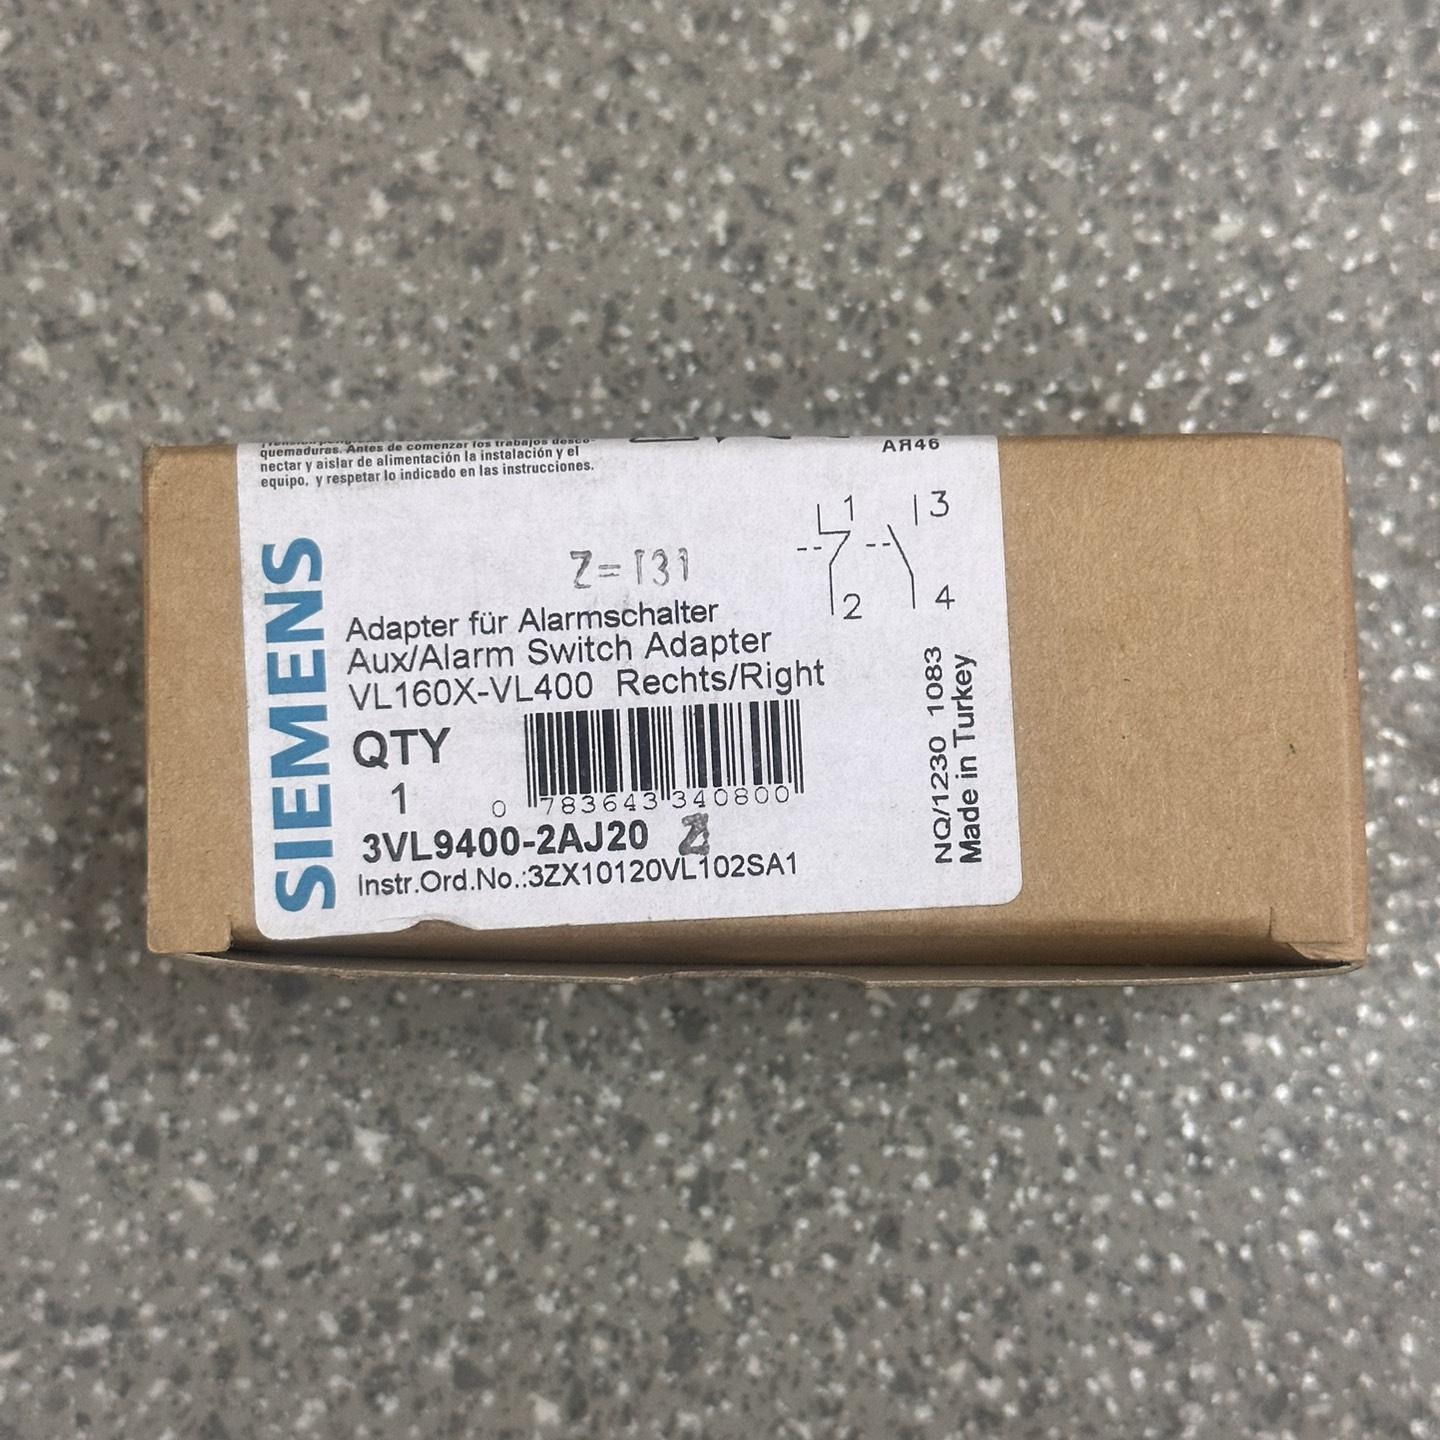 quemaduras. Antes de comenzar los trabajos desco-
nectar y aislar de alimentación la instalación y el
equipo, y respetar lo indicado en las instrucciones.
AR46
1 3
2 4
SIEMENS
Z=131
Adapter für Alarmschalter
Aux/Alarm Switch Adapter
VL160X-VL400 Rechts/Right
QTY
1
0 783643 340800
3VL9400-2AJ20 Z
Instr.Ord.No.:3ZX10120VL102SA1
NQ/1230 1083
Made in Turkey